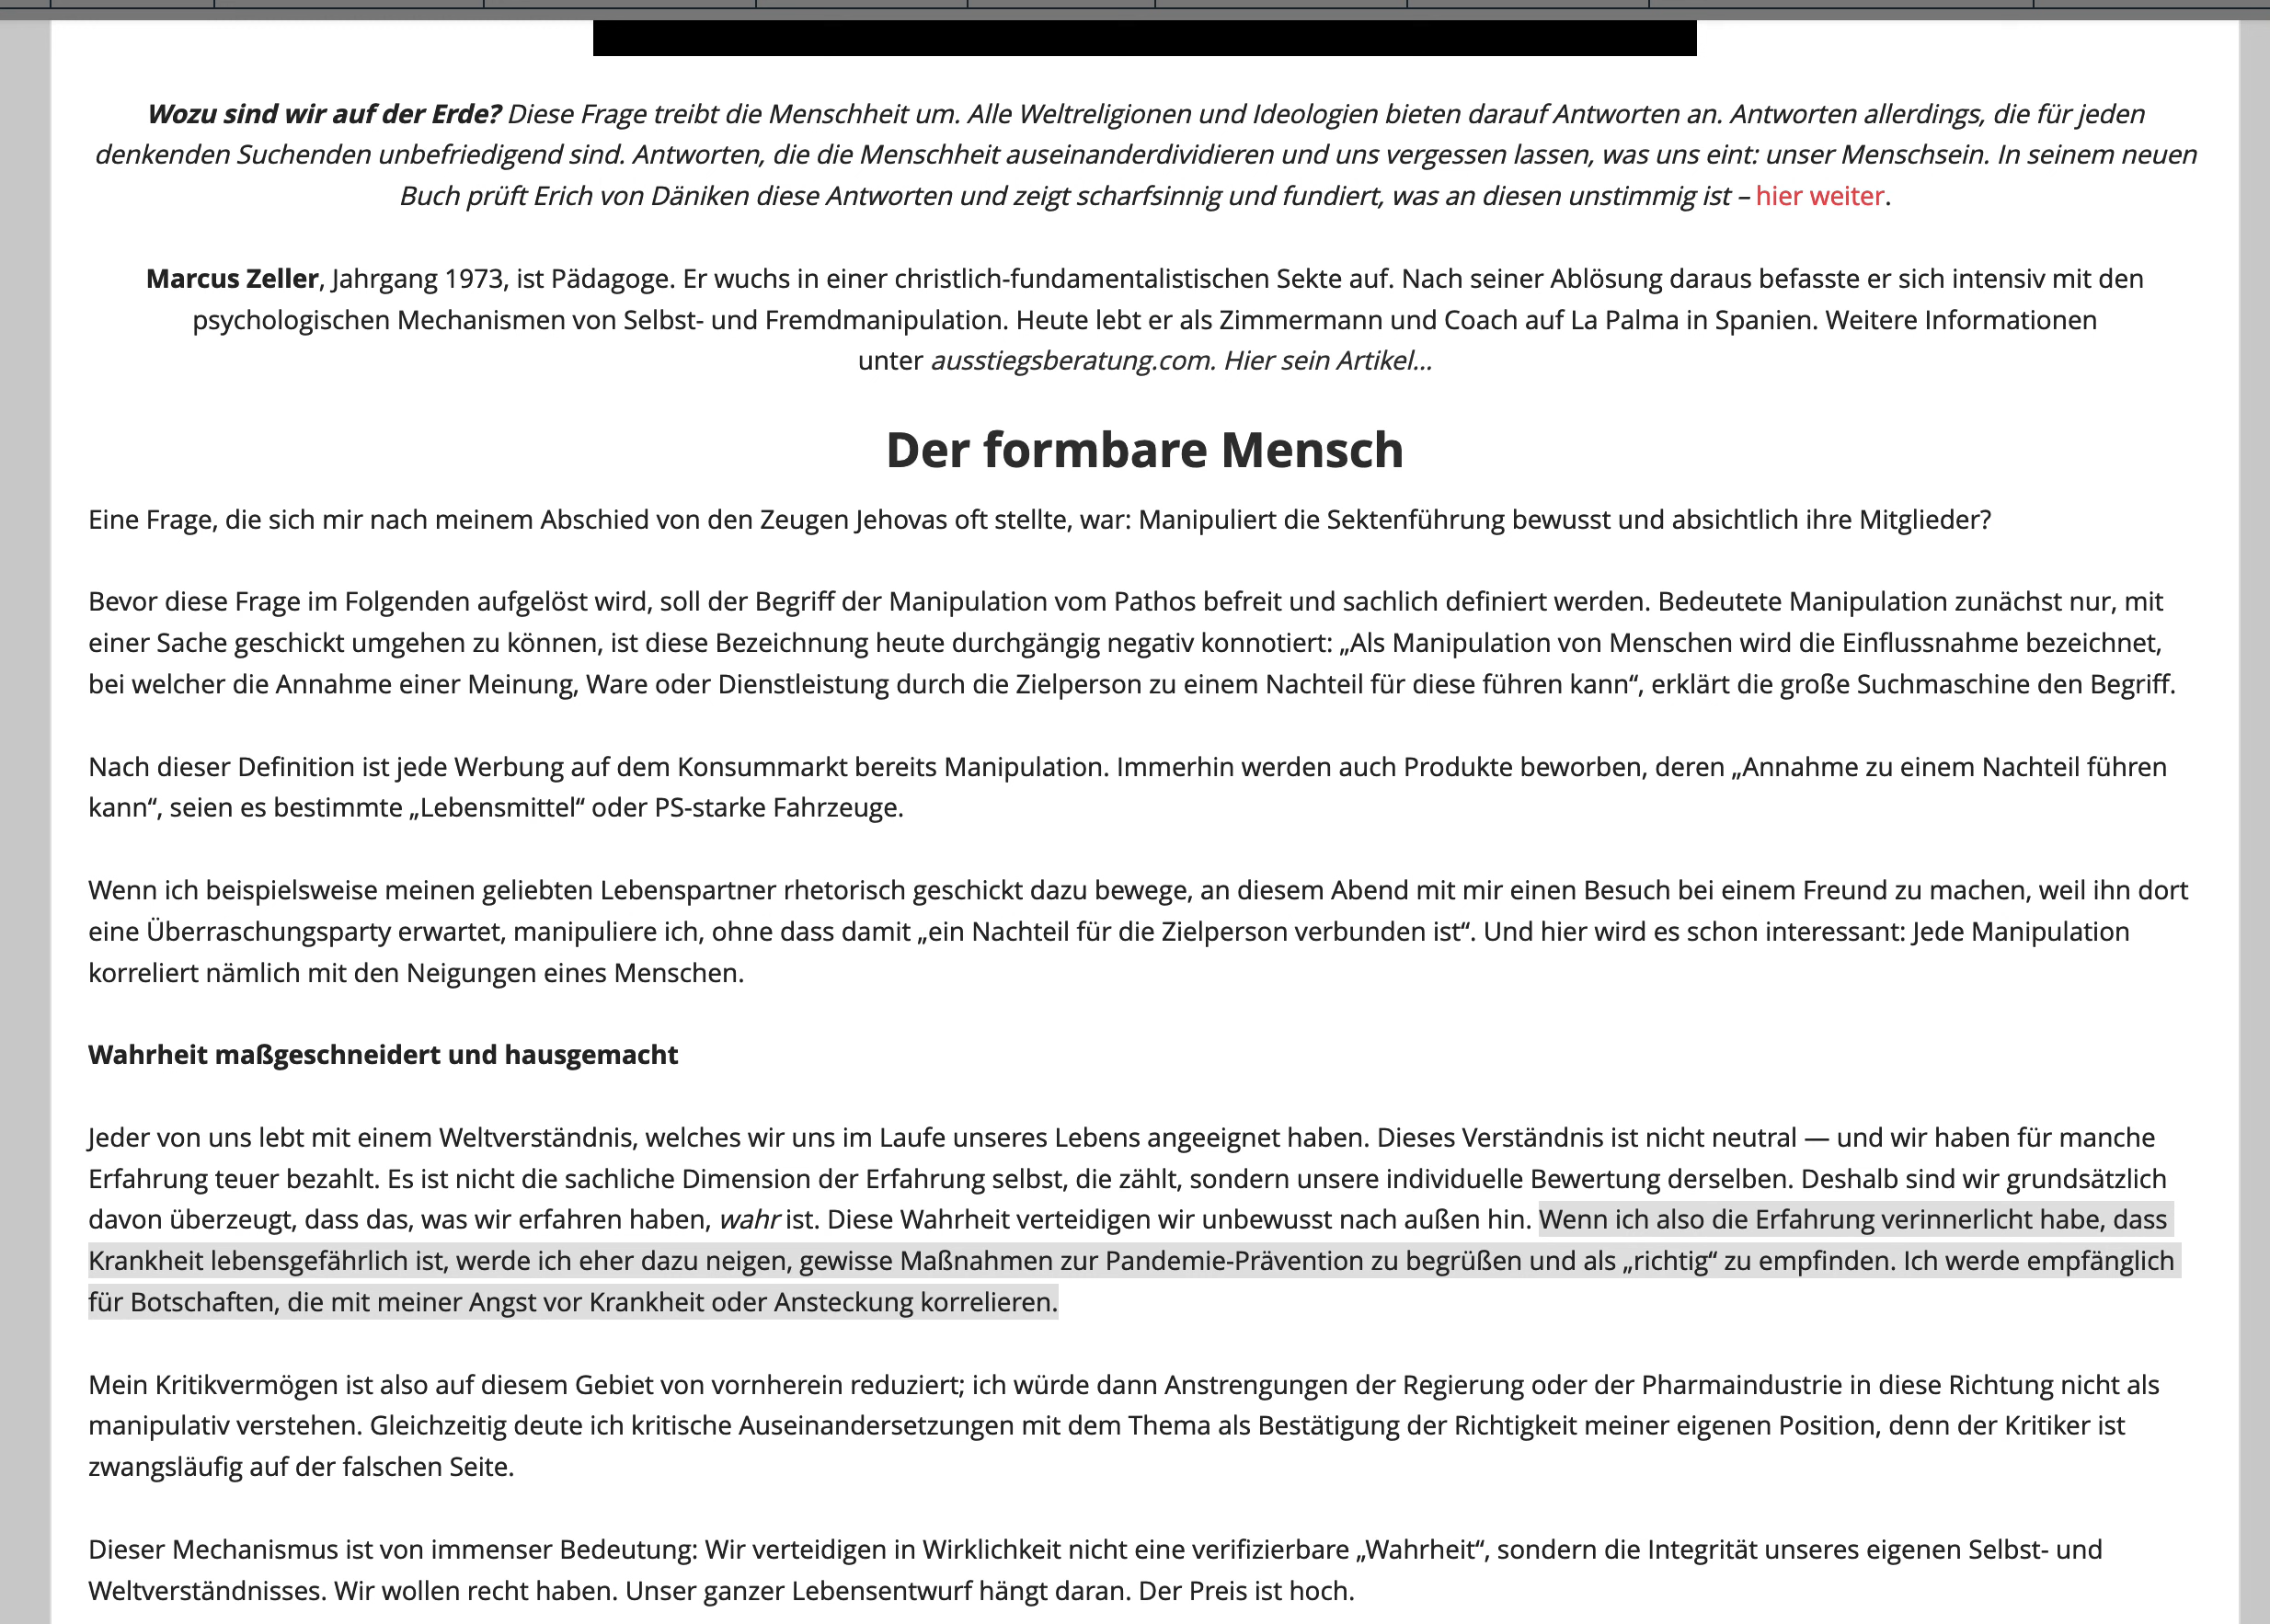 Wozu sind wir auf der Erde? Diese Frage treibt die Menschheit um. Alle Weltreligionen und Ideologien bieten darauf Antworten an. Antworten allerdings, die für jeden
denkenden Suchenden unbefriedigend sind. Antworten, die die Menschheit auseinanderdividieren und uns vergessen lassen, was uns eint: unser Menschsein. In seinem neuen
Buch prüft Erich von Däniken diese Antworten und zeigt scharfsinnig und fundiert, was an diesen unstimmig ist – hier weiter.
Marcus Zeller, Jahrgang 1973, ist Pädagoge. Er wuchs in einer christlich-fundamentalistischen Sekte auf. Nach seiner Ablösung daraus befasste er sich intensiv mit den
psychologischen Mechanismen von Selbst- und Fremdmanipulation. Heute lebt er als Zimmermann und Coach auf La Palma in Spanien. Weitere Informationen
unter ausstiegsberatung.com. Hier sein Artikel…
Der formbare Mensch
Eine Frage, die sich mir nach meinem Abschied von den Zeugen Jehovas oft stellte, war: Manipuliert die Sektenführung bewusst und absichtlich ihre Mitglieder?
Bevor diese Frage im Folgenden aufgelöst wird, soll der Begriff der Manipulation vom Pathos befreit und sachlich definiert werden. Bedeutete Manipulation zunächst nur, mit
einer Sache geschickt umgehen zu können, ist diese Bezeichnung heute durchgängig negativ konnotiert: „Als Manipulation von Menschen wird die Einflussnahme bezeichnet,
bei welcher die Annahme einer Meinung, Ware oder Dienstleistung durch die Zielperson zu einem Nachteil für diese führen kann“, erklärt die große Suchmaschine den Begriff.
Nach dieser Definition ist jede Werbung auf dem Konsummarkt bereits Manipulation. Immerhin werden auch Produkte beworben, deren „Annahme zu einem Nachteil führen
kann“, seien es bestimmte „Lebensmittel“ oder PS-starke Fahrzeuge.
Wenn ich beispielsweise meinen geliebten Lebenspartner rhetorisch geschickt dazu bewege, an diesem Abend mit mir einen Besuch bei einem Freund zu machen, weil ihn dort
eine Überraschungsparty erwartet, manipuliere ich, ohne dass damit „ein Nachteil für die Zielperson verbunden ist“. Und hier wird es schon interessant: Jede Manipulation
korreliert nämlich mit den Neigungen eines Menschen.
Wahrheit maßgeschneidert und hausgemacht
Jeder von uns lebt mit einem Weltverständnis, welches wir uns im Laufe unseres Lebens angeeignet haben. Dieses Verständnis ist nicht neutral — und wir haben für manche
Erfahrung teuer bezahlt. Es ist nicht die sachliche Dimension der Erfahrung selbst, die zählt, sondern unsere individuelle Bewertung derselben. Deshalb sind wir grundsätzlich
davon überzeugt, dass das, was wir erfahren haben, wahr ist. Diese Wahrheit verteidigen wir unbewusst nach außen hin. Wenn ich also die Erfahrung verinnerlicht habe, dass
Krankheit lebensgefährlich ist, werde ich eher dazu neigen, gewisse Maßnahmen zur Pandemie-Prävention zu begrüßen und als „richtig“ zu empfinden. Ich werde empfänglich
für Botschaften, die mit meiner Angst vor Krankheit oder Ansteckung korrelieren.
Mein Kritikvermögen ist also auf diesem Gebiet von vornherein reduziert; ich würde dann Anstrengungen der Regierung oder der Pharmaindustrie in diese Richtung nicht als
manipulativ verstehen. Gleichzeitig deute ich kritische Auseinandersetzungen mit dem Thema als Bestätigung der Richtigkeit meiner eigenen Position, denn der Kritiker ist
zwangsläufig auf der falschen Seite.
Dieser Mechanismus ist von immenser Bedeutung: Wir verteidigen in Wirklichkeit nicht eine verifizierbare „Wahrheit“, sondern die Integrität unseres eigenen Selbst- und
Weltverständnisses. Wir wollen recht haben. Unser ganzer Lebensentwurf hängt daran. Der Preis ist hoch.